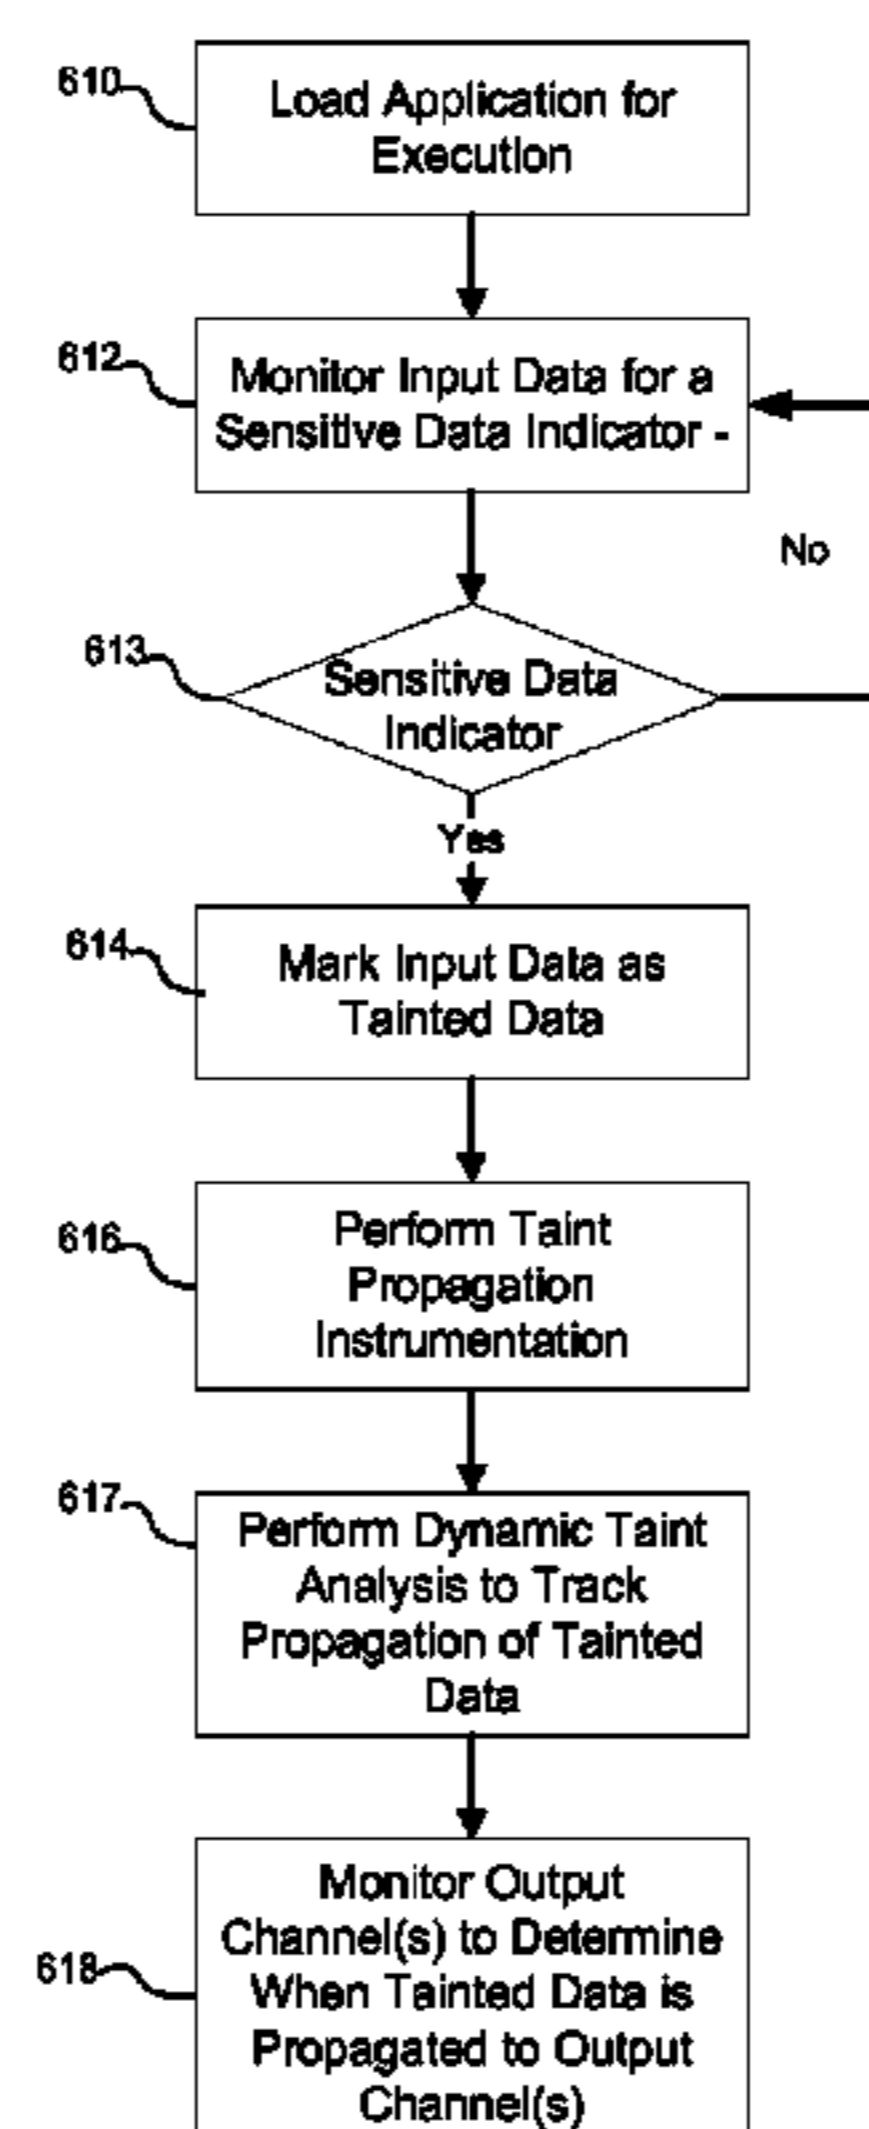 610
Load Application for
Execution
612
Monitor Input Data for a
Sensitive Data Indicator -
No
613
Sensitive Data
Indicator
Yes
614
Mark Input Data as
Tainted Data
616
Perform Taint
Propagation
Instrumentation
617
Perform Dynamic Taint
Analysis to Track
Propagation of Tainted
Data
618
Monitor Output
Channel(s) to Determine
When Tainted Data is
Propagated to Output
Channel(s)